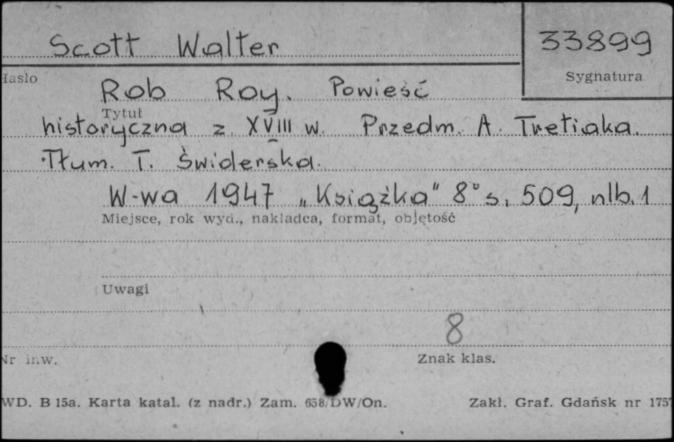 Scott Walter 33899
Hasło Sygnatura
Rob Roy. Powieść
Tytuł
historyczna z XVIII w. Przedm. A. Tretiaka.
Tłum. T. Świderska.
W-wa 1947 „Książka" 8° s. 509, nlb. 1
Miejsce, rok wyd., nakładca, format, objętość
Uwagi
8
Nr inw. Znak klas.
WD. B 15a. Karta katal. (z nadr.) Zam. 658/DW/On. Zakł. Graf. Gdańsk nr 175